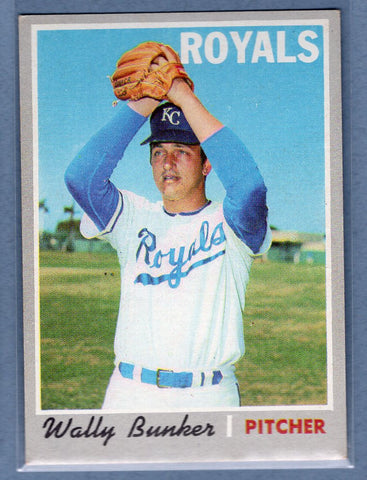 ROYALS
KC
Royals
Wally Bunker | PITCHER